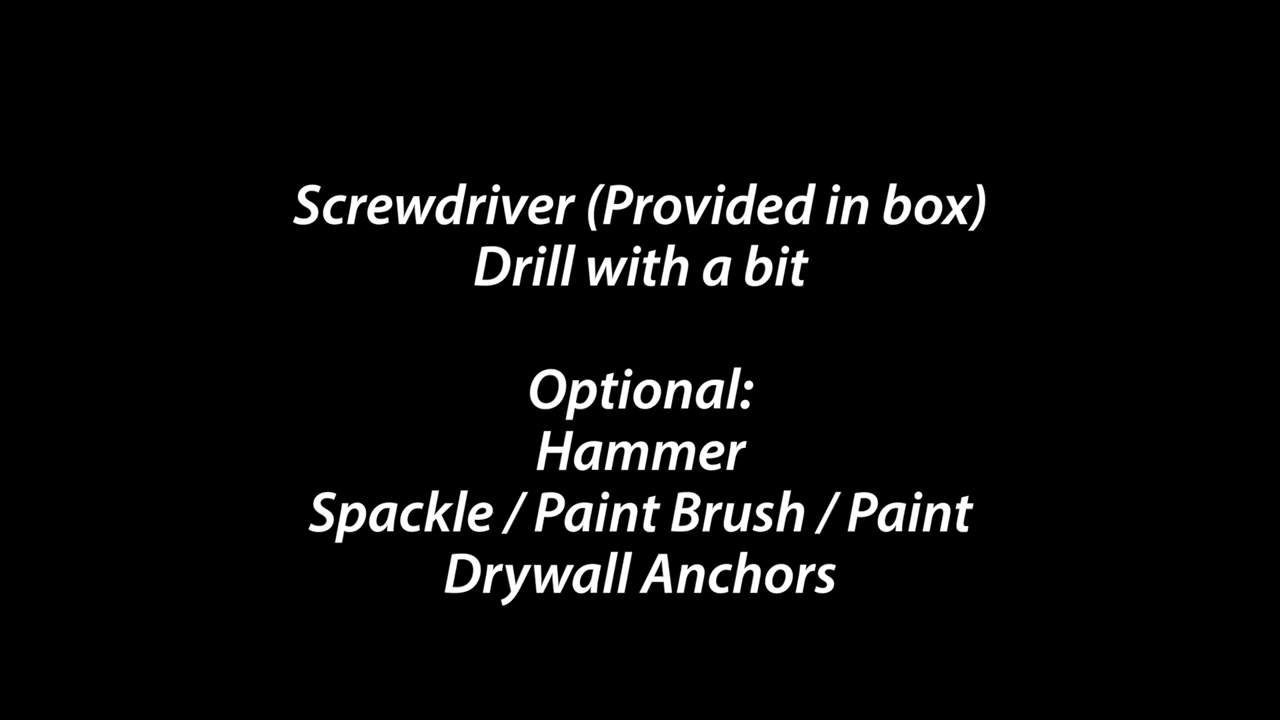 Screwdriver (Provided in box)
Drill with a bit
Optional:
Hammer
Spackle / Paint Brush / Paint
Drywall Anchors